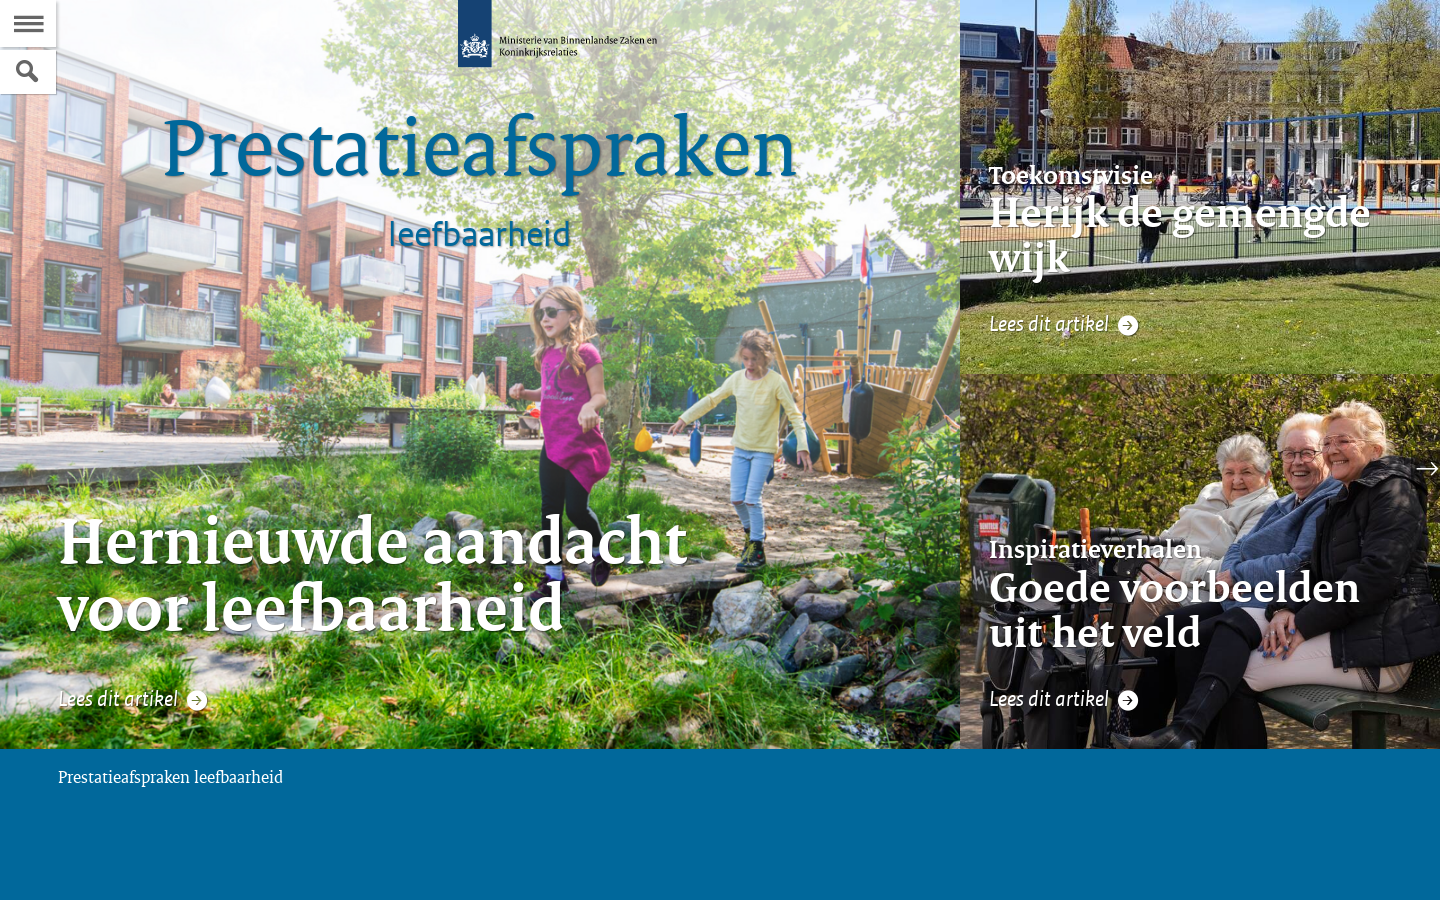 Ministerie van Binnenlandse Zaken en
Koninkrijksrelaties
Prestatieafspraken
leefbaarheid
Hernieuwde aandacht
voor leefbaarheid
Lees dit artikel
Toekomstvisie
Herijk de gemengde
wijk
Lees dit artikel
Inspiratieverhalen
Goede voorbeelden
uit het veld
Lees dit artikel
Prestatieafspraken leefbaarheid